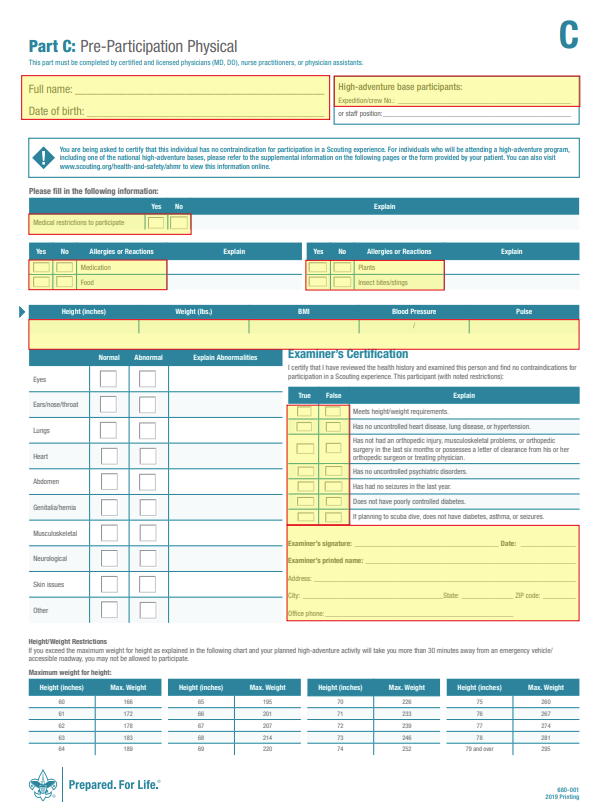 C
Part C: Pre-Participation Physical
This part must be completed by certified and licensed physicians (MD, DO), nurse practitioners, or physician assistants.
Full name:
Date of birth:
High-adventure base participants:
Expedition/crew No.:
or staff position:
You are being asked to certify that this individual has no contraindication for participation in a Scouting experience. For individuals who will be attending a high-adventure program,
including one of the national high-adventure bases, please refer to the supplemental information on the following pages or the form provided by your patient. You can also visit
www.scouting.org/health-and-safety/ahmr to view this information online.
Please fill in the following information:
Yes No Explain
Medical restrictions to participate
Yes No Allergies or Reactions Explain
Medication
Food
Yes No Allergies or Reactions Explain
Plants
Insect bites/stings
Height (inches) Weight (lbs.) BMI Blood Pressure Pulse
/
Normal Abnormal Explain Abnormalities
Eyes
Ears/nose/throat
Lungs
Heart
Abdomen
Genitalia/hernia
Musculoskeletal
Neurological
Skin issues
Other
Examiner's Certification
I certify that I have reviewed the health history and examined this person and find no contraindications for
participation in a Scouting experience. This participant (with noted restrictions):
True False Explain
Meets height/weight requirements.
Has no uncontrolled heart disease, lung disease, or hypertension.
Has not had an orthopedic injury, musculoskeletal problems, or orthopedic
surgery in the last six months or possesses a letter of clearance from his or her
orthopedic surgeon or treating physician.
Has no uncontrolled psychiatric disorders.
Has had no seizures in the last year.
Does not have poorly controlled diabetes.
If planning to scuba dive, does not have diabetes, asthma, or seizures.
Examiner's signature: Date:
Examiner's printed name:
Address:
City: State: ZIP code:
Office phone:
Height/Weight Restrictions
If you exceed the maximum weight for height as explained in the following chart and your planned high-adventure activity will take you more than 30 minutes away from an emergency vehicle/
accessible roadway, you may not be allowed to participate.
Maximum weight for height:
Height (inches) Max. Weight Height (inches) Max. Weight Height (inches) Max. Weight Height (inches) Max. Weight
60 166 65 195 70 226 75 260
61 172 66 201 71 233 76 267
62 178 67 207 72 239 77 274
63 183 68 214 73 246 78 281
64 189 69 220 74 252 79 and over 295
Prepared. For Life.®
680-001
2019 Printing